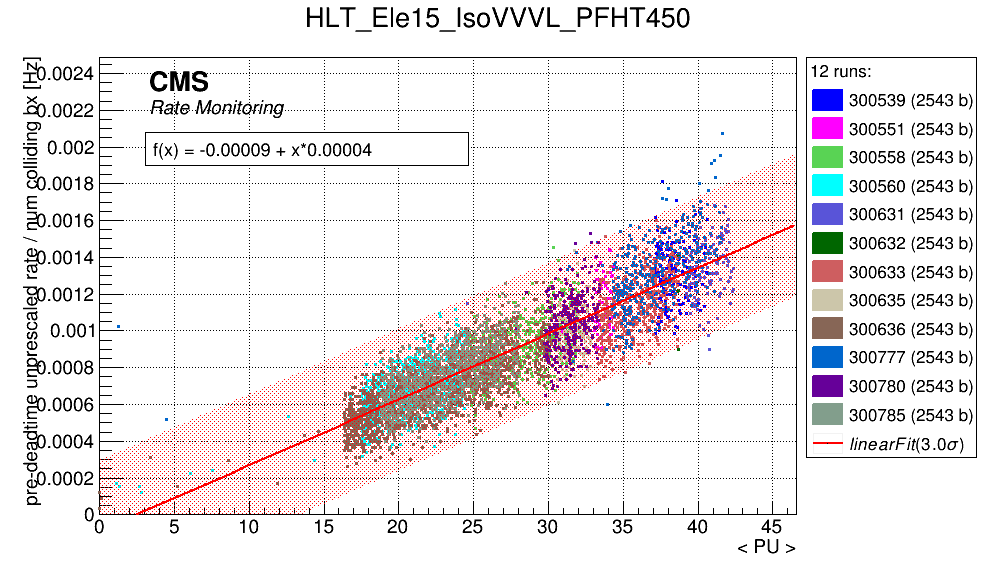 HLT_Ele15_IsoVVVL_PFHT450
pre-deadtime unprescaled rate / num colliding bx [Hz]
0.0024
0.0022
0.002
0.0018
0.0016
0.0014
0.0012
0.001
0.0008
0.0006
0.0004
0.0002
0
CMS
Rate Monitoring
f(x) = -0.00009 + x*0.00004
0 5 10 15 20 25 30 35 40 45
< PU >
12 runs:
300539 (2543 b)
300551 (2543 b)
300558 (2543 b)
300560 (2543 b)
300631 (2543 b)
300632 (2543 b)
300633 (2543 b)
300635 (2543 b)
300636 (2543 b)
300777 (2543 b)
300780 (2543 b)
300785 (2543 b)
linearFit(3.0σ)